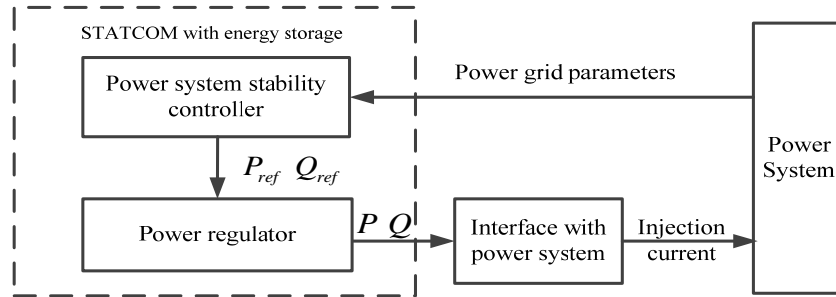 STATCOM with energy storage
Power system stability
controller
Power grid parameters
Power
System
P_ref Q_ref
Power regulator
P Q
Interface with
power system
Injection
current